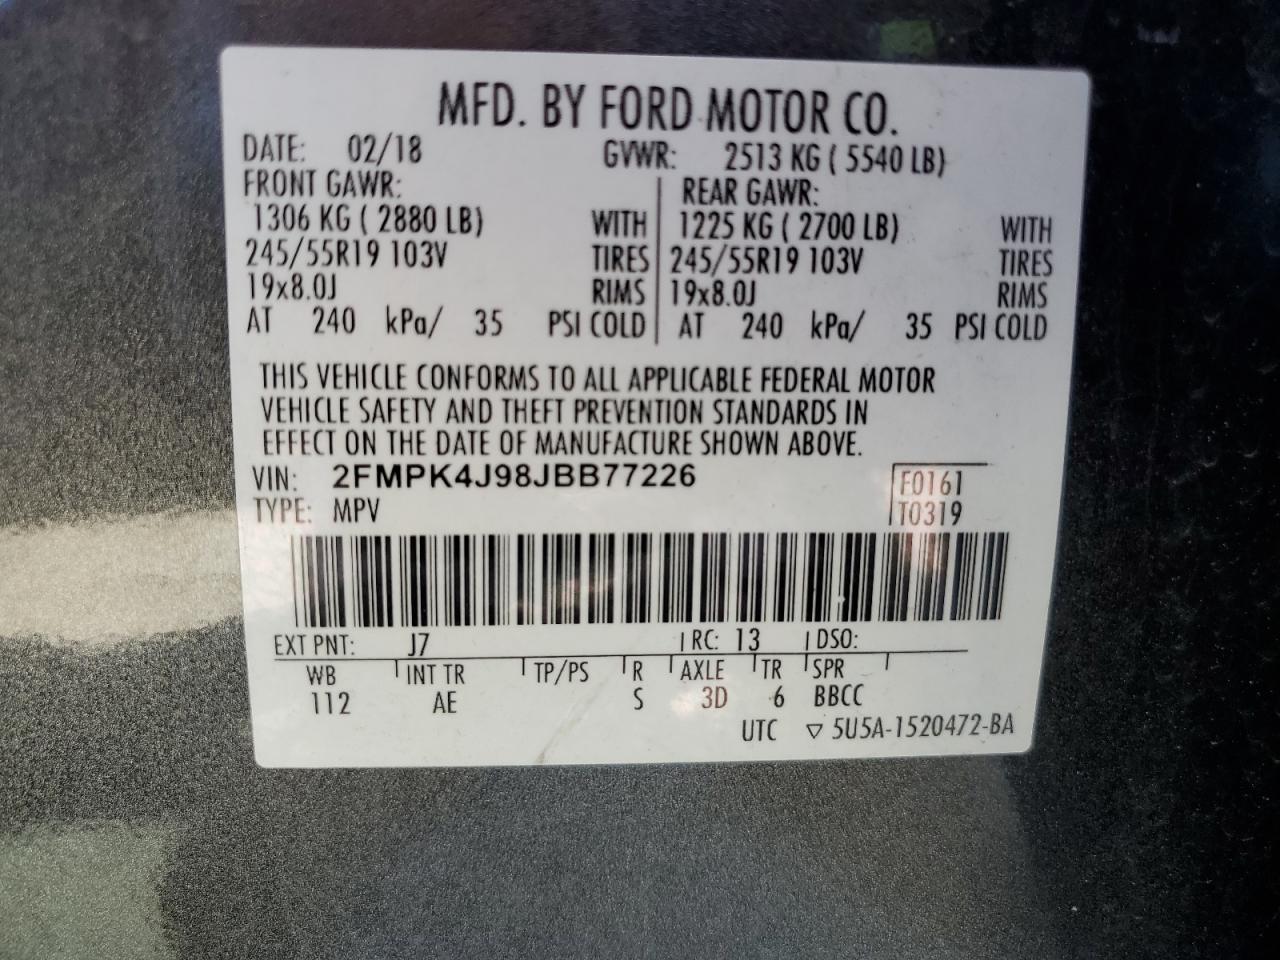 MFD. BY FORD MOTOR CO.
DATE: 02/18 GVWR: 2513 KG ( 5540 LB)
FRONT GAWR: REAR GAWR:
1306 KG ( 2880 LB) WITH 1225 KG ( 2700 LB) WITH
245/55R19 103V TIRES 245/55R19 103V TIRES
19x8.0J RIMS 19x8.0J RIMS
AT 240 kPa/ 35 PSI COLD AT 240 kPa/ 35 PSI COLD
THIS VEHICLE CONFORMS TO ALL APPLICABLE FEDERAL MOTOR
VEHICLE SAFETY AND THEFT PREVENTION STANDARDS IN
EFFECT ON THE DATE OF MANUFACTURE SHOWN ABOVE.
VIN: 2FMPK4J98JBB77226 F0161
TYPE: MPV T0319
EXT PNT: J7 RC: 13 DSO:
WB INT TR TP/PS R AXLE TR SPR
112 AE S 3D 6 BBCC
UTC ▽ 5U5A-1520472-BA